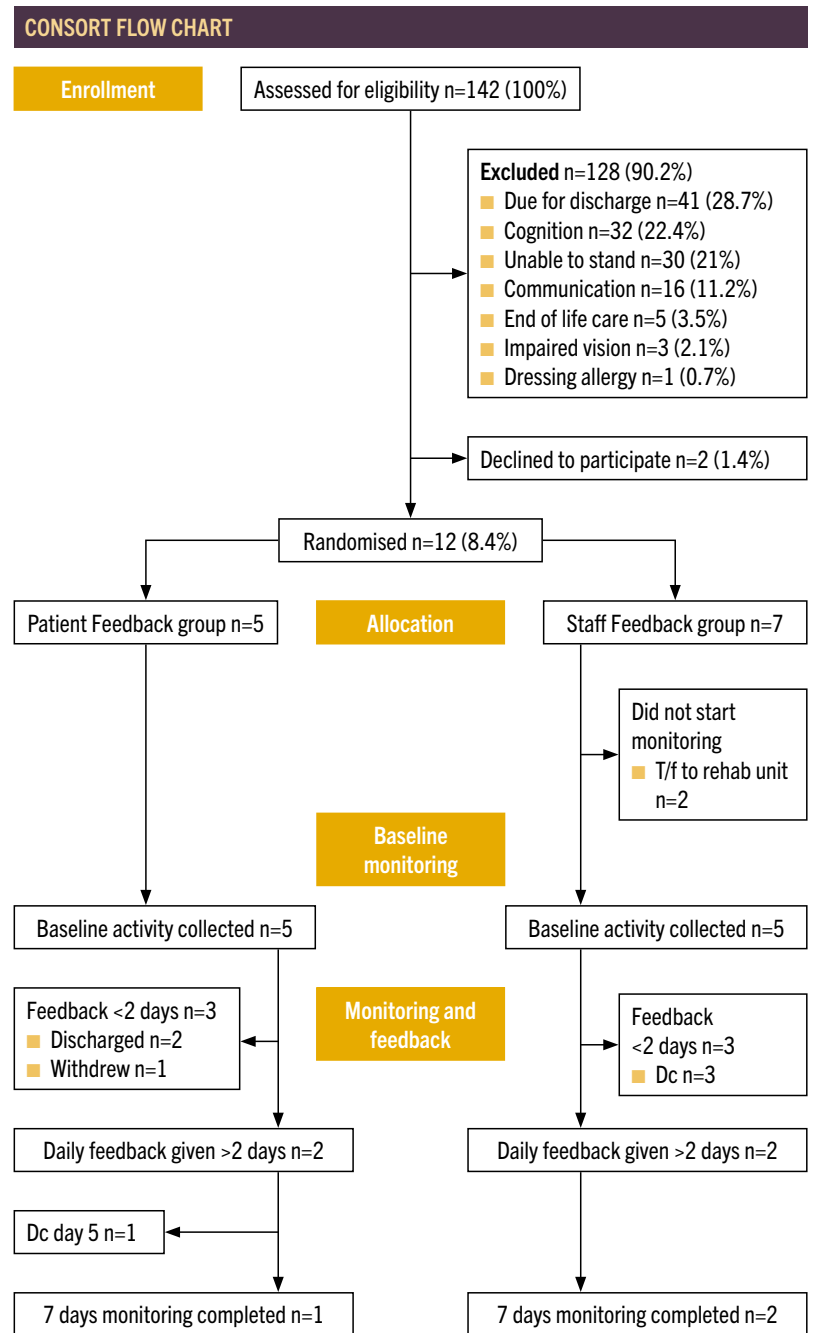 CONSORT FLOW CHART
Enrollment
Assessed for eligibility n=142 (100%)
Excluded n=128 (90.2%)
Due for discharge n=41 (28.7%)
Cognition n=32 (22.4%)
Unable to stand n=30 (21%)
Communication n=16 (11.2%)
End of life care n=5 (3.5%)
Impaired vision n=3 (2.1%)
Dressing allergy n=1 (0.7%)
Declined to participate n=2 (1.4%)
Randomised n=12 (8.4%)
Patient Feedback group n=5
Allocation
Staff Feedback group n=7
Did not start
monitoring
T/f to rehab unit
n=2
Baseline
monitoring
Baseline activity collected n=5
Baseline activity collected n=5
Feedback <2 days n=3
Discharged n=2
Withdrew n=1
Monitoring and
feedback
Feedback
<2 days n=3
Dc n=3
Daily feedback given >2 days n=2
Daily feedback given >2 days n=2
Dc day 5 n=1
7 days monitoring completed n=1
7 days monitoring completed n=2